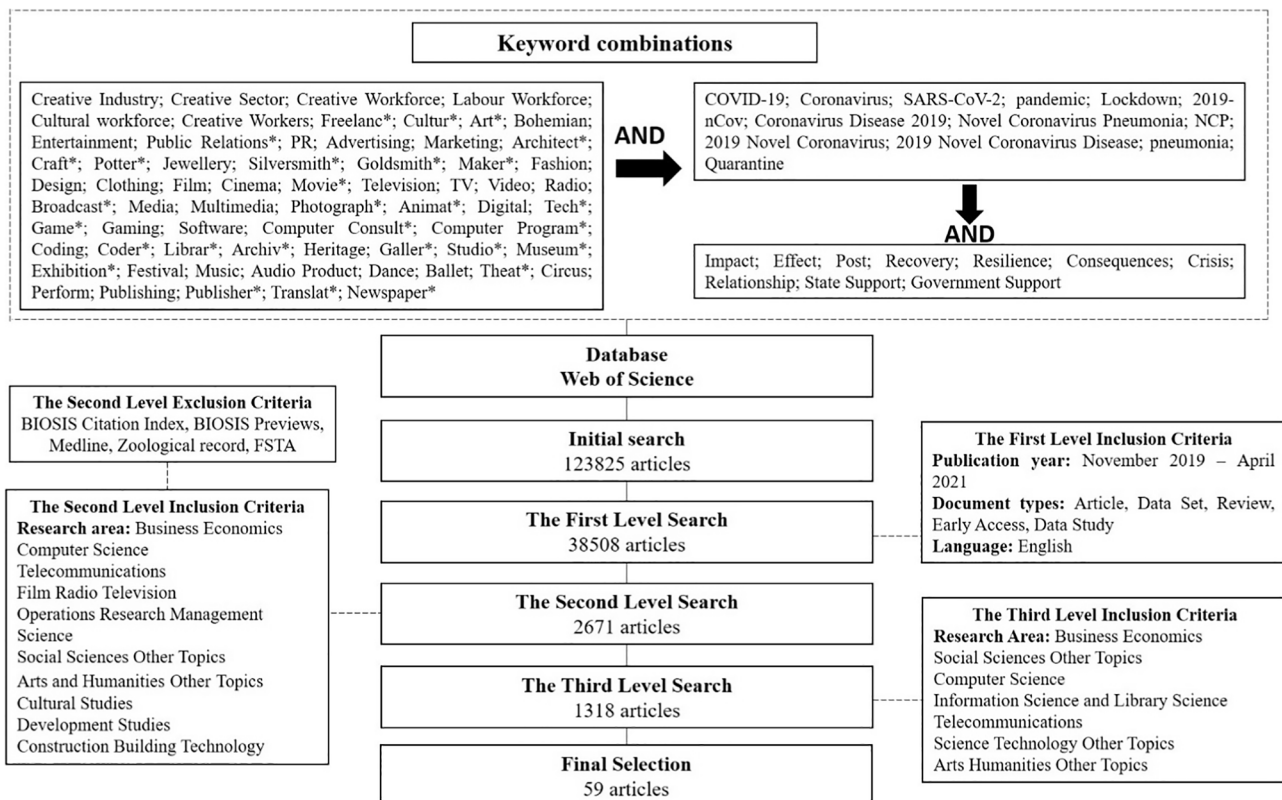 Keyword combinations
Creative Industry; Creative Sector; Creative Workforce; Labour Workforce;
Cultural workforce; Creative Workers; Freelanc*; Cultur*; Art*; Bohemian;
Entertainment; Public Relations*; PR; Advertising; Marketing; Architect*;
Craft*; Potter*; Jewellery; Silversmith*; Goldsmith*; Maker*; Fashion;
Design; Clothing; Film; Cinema; Movie*; Television; TV; Video; Radio;
Broadcast*; Media; Multimedia; Photograph*; Animat*; Digital; Tech*;
Game*; Gaming; Software; Computer Consult*; Computer Program*;
Coding; Coder*; Librar*; Archiv*; Heritage; Galler*; Studio*; Museum*;
Exhibition*; Festival; Music; Audio Product; Dance; Ballet; Theat*; Circus;
Perform; Publishing; Publisher*; Translat*; Newspaper*
AND
COVID-19; Coronavirus; SARS-CoV-2; pandemic; Lockdown; 2019-
nCov; Coronavirus Disease 2019; Novel Coronavirus Pneumonia; NCP;
2019 Novel Coronavirus; 2019 Novel Coronavirus Disease; pneumonia;
Quarantine
AND
Impact; Effect; Post; Recovery; Resilience; Consequences; Crisis;
Relationship; State Support; Government Support
Database
Web of Science
Initial search
123825 articles
The First Level Search
38508 articles
The First Level Inclusion Criteria
Publication year: November 2019 – April
2021
Document types: Article, Data Set, Review,
Early Access, Data Study
Language: English
The Second Level Exclusion Criteria
BIOSIS Citation Index, BIOSIS Previews,
Medline, Zoological record, FSTA
The Second Level Inclusion Criteria
Research area: Business Economics
Computer Science
Telecommunications
Film Radio Television
Operations Research Management
Science
Social Sciences Other Topics
Arts and Humanities Other Topics
Cultural Studies
Development Studies
Construction Building Technology
The Second Level Search
2671 articles
The Third Level Search
1318 articles
The Third Level Inclusion Criteria
Research Area: Business Economics
Social Sciences Other Topics
Computer Science
Information Science and Library Science
Telecommunications
Science Technology Other Topics
Arts Humanities Other Topics
Final Selection
59 articles